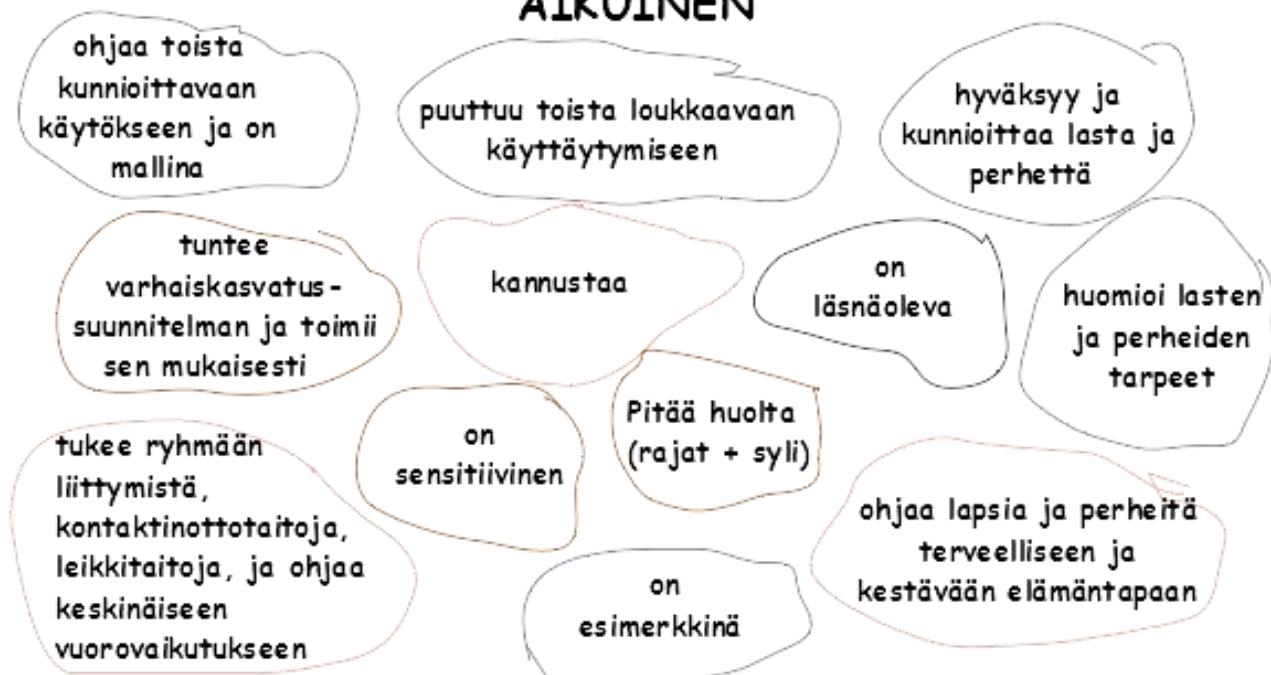 AIKUINEN
ohjaa toista
kunnioittavaan
käytökseen ja on
mallina
puuttuu toista loukkaavaan
käyttäytymiseen
hyväksyy ja
kunnioittaa lasta ja
perhettä
tuntee
varhaiskasvatus-
suunnitelman ja toimii
sen mukaisesti
kannustaa
on
läsnäoleva
huomioi lasten
ja perheiden
tarpeet
tukee ryhmään
liittymistä,
kontaktinottotaitoja,
leikkitaitoja, ja ohjaa
keskinäiseen
vuorovaikutukseen
on
sensitiivinen
Pitää huolta
(rajat + syli)
on
esimerkkinä
ohjaa lapsia ja perheitä
terveelliseen ja
kestävään elämäntapaan